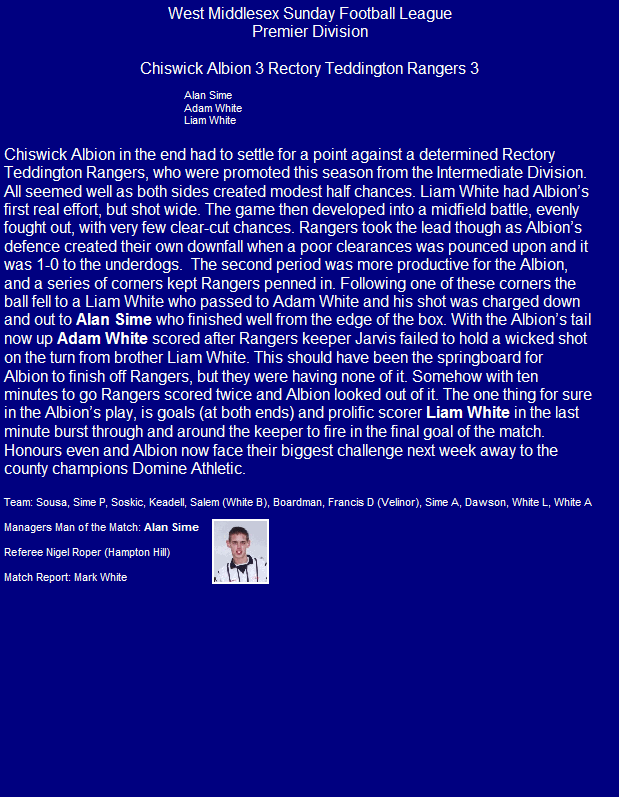 West Middlesex Sunday Football League
Premier Division
Chiswick Albion 3 Rectory Teddington Rangers 3
Alan Sime
Adam White
Liam White
Chiswick Albion in the end had to settle for a point against a determined Rectory
Teddington Rangers, who were promoted this season from the Intermediate Division.
All seemed well as both sides created modest half chances. Liam White had Albion’s
first real effort, but shot wide. The game then developed into a midfield battle, evenly
fought out, with very few clear-cut chances. Rangers took the lead though as Albion’s
defence created their own downfall when a poor clearances was pounced upon and it
was 1-0 to the underdogs.  The second period was more productive for the Albion,
and a series of corners kept Rangers penned in. Following one of these corners the
ball fell to a Liam White who passed to Adam White and his shot was charged down
and out to Alan Sime who finished well from the edge of the box. With the Albion’s tail
now up Adam White scored after Rangers keeper Jarvis failed to hold a wicked shot
on the turn from brother Liam White. This should have been the springboard for
Albion to finish off Rangers, but they were having none of it. Somehow with ten
minutes to go Rangers scored twice and Albion looked out of it. The one thing for sure
in the Albion’s play, is goals (at both ends) and prolific scorer Liam White in the last
minute burst through and around the keeper to fire in the final goal of the match.
Honours even and Albion now face their biggest challenge next week away to the
county champions Domine Athletic.
Team: Sousa, Sime P, Soskic, Keadell, Salem (White B), Boardman, Francis D (Velinor), Sime A, Dawson, White L, White A
Managers Man of the Match: Alan Sime
Referee Nigel Roper (Hampton Hill)
Match Report: Mark White